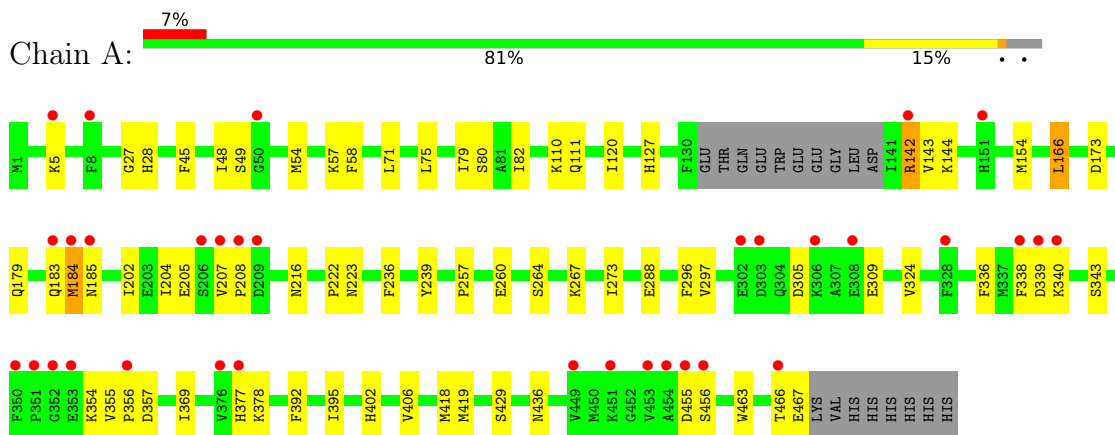 7%
Chain A:
81% 15% • •
M1 K5 F8 G27 H28 F45 I48 S49 G50 M54 K57 F58 L71 L75 I79 S80 A81 I82 K110 Q111 I120 H127 F130 GLU THR GLN GLU TRP GLU GLU GLY LEU ASP I141 R142 V143 K144 H151 M154 L166 D173
Q179 Q183 M184 N185 I202 E203 I204 E205 S206 V207 P208 D209 N216 P222 N223 F236 Y239 P257 E260 S264 K267 I273 E288 F296 V297 E302 D303 Q304 D305 K306 A307 E308 E309 V324 F328 F336 M337 F338 D339 K340 S343
F350 P351 G352 E353 K354 V355 P356 D357 I369 V376 H377 K378 F392 I395 H402 V406 M418 M419 S429 N436 V449 M450 K451 G452 V453 A454 D455 S456 W463 T466 E467 LYS VAL HIS HIS HIS HIS HIS HIS